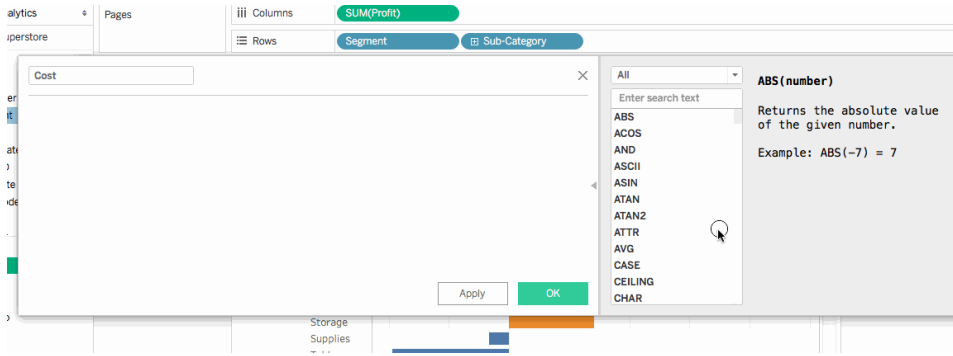 alytics
Pages
iii Columns
SUM(Profit)
uperstore
Rows
Segment
Sub-Category
Cost
All
Enter search text
ABS
ACOS
AND
ASCII
ASIN
ATAN
ATAN2
ATTR
AVG
CASE
CEILING
CHAR
ABS(number)
Returns the absolute value
of the given number.
Example: ABS(-7) = 7
Apply
OK
Storage
Supplies